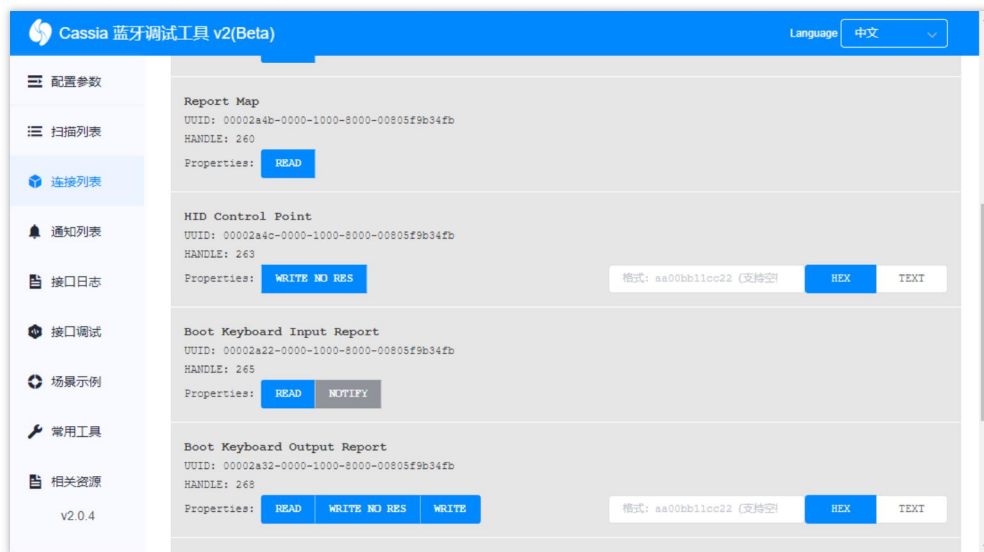 Cassia 蓝牙调试工具 v2(Beta)
Language 中文
配置参数
扫描列表
连接列表
通知列表
接口日志
接口调试
场景示例
常用工具
相关资源
v2.0.4
Report Map
UUID: 00002a4b-0000-1000-8000-00805f9b34fb
HANDLE: 260
Properties: READ
HID Control Point
UUID: 00002a4c-0000-1000-8000-00805f9b34fb
HANDLE: 263
Properties: WRITE NO RES 格式: aa00bb11cc22 (支持空 HEX TEXT
Boot Keyboard Input Report
UUID: 00002a22-0000-1000-8000-00805f9b34fb
HANDLE: 265
Properties: READ NOTIFY
Boot Keyboard Output Report
UUID: 00002a32-0000-1000-8000-00805f9b34fb
HANDLE: 268
Properties: READ WRITE NO RES WRITE 格式: aa00bb11cc22 (支持空 HEX TEXT